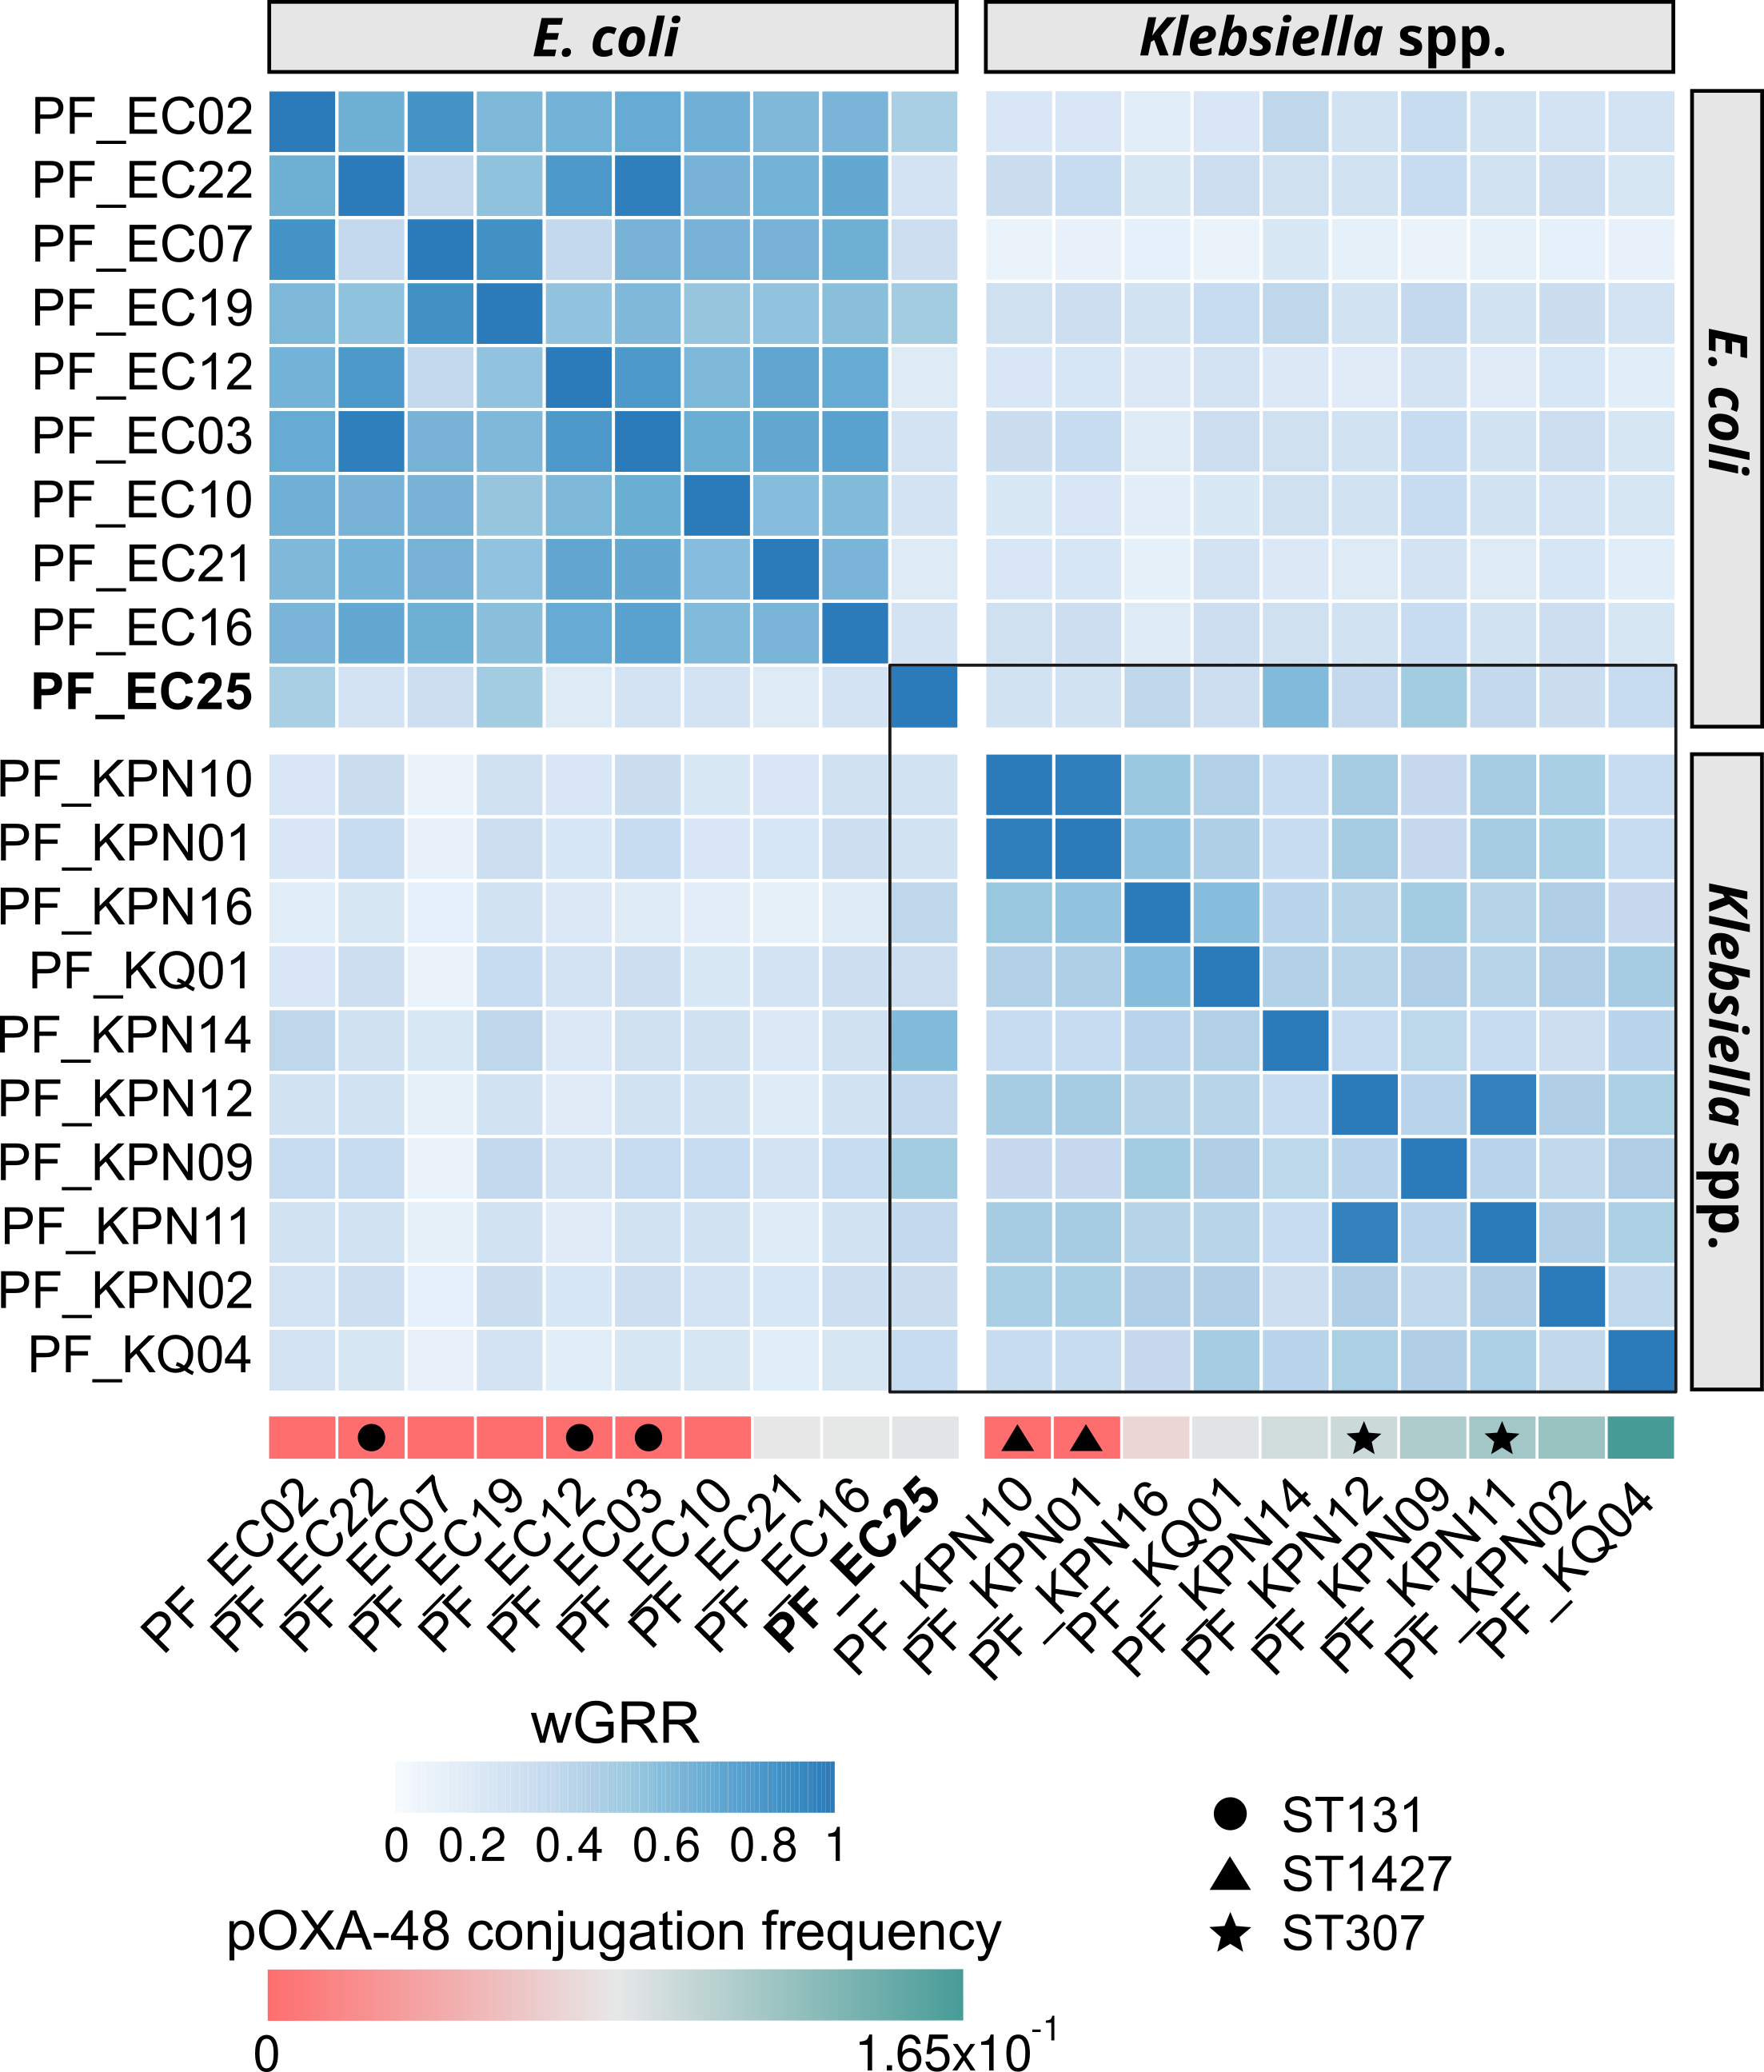 E. coli
Klebsiella spp.
PF_EC02
PF_EC22
PF_EC07
PF_EC19
PF_EC12
PF_EC03
PF_EC10
PF_EC21
PF_EC16
PF_EC25
E. coli
PF_KPN10
PF_KPN01
PF_KPN16
PF_KQ01
PF_KPN14
PF_KPN12
PF_KPN09
PF_KPN11
PF_KPN02
PF_KQ04
Klebsiella spp.
PF_EC02
PF_EC22
PF_EC07
PF_EC19
PF_EC12
PF_EC03
PF_EC10
PF_EC21
PF_EC16
PF_EC25
PF_KPN10
PF_KPN01
PF_KPN16
PF_KQ01
PF_KPN14
PF_KPN12
PF_KPN09
PF_KPN11
PF_KPN02
PF_KQ04
wGRR
0 0.2 0.4 0.6 0.8 1
pOXA-48 conjugation frequency
0 1.65x10⁻¹
ST131
ST1427
ST307